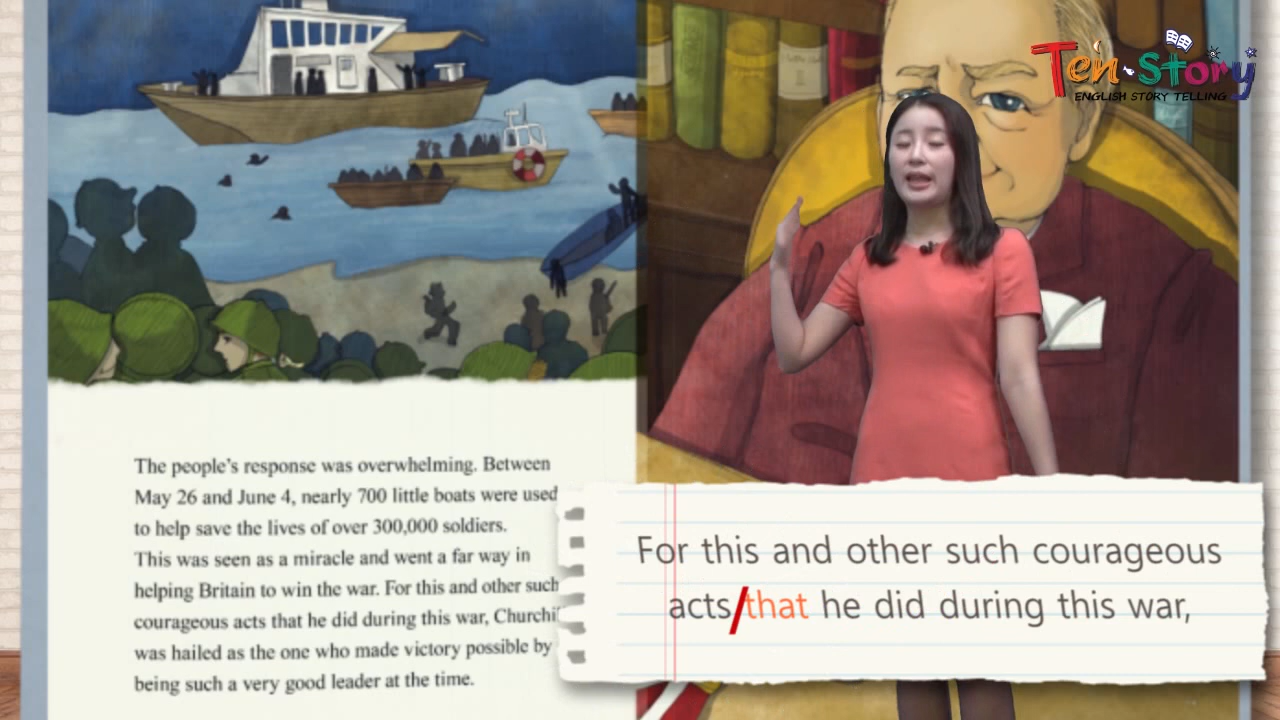 Ten-Story
ENGLISH STORY TELLING
The people's response was overwhelming. Between
May 26 and June 4, nearly 700 little boats were used
to help save the lives of over 300,000 soldiers.
This was seen as a miracle and went a far way in
helping Britain to win the war. For this and other such
courageous acts that he did during this war, Churchi
was hailed as the one who made victory possible by
being such a very good leader at the time.
For this and other such courageous
acts/that he did during this war,